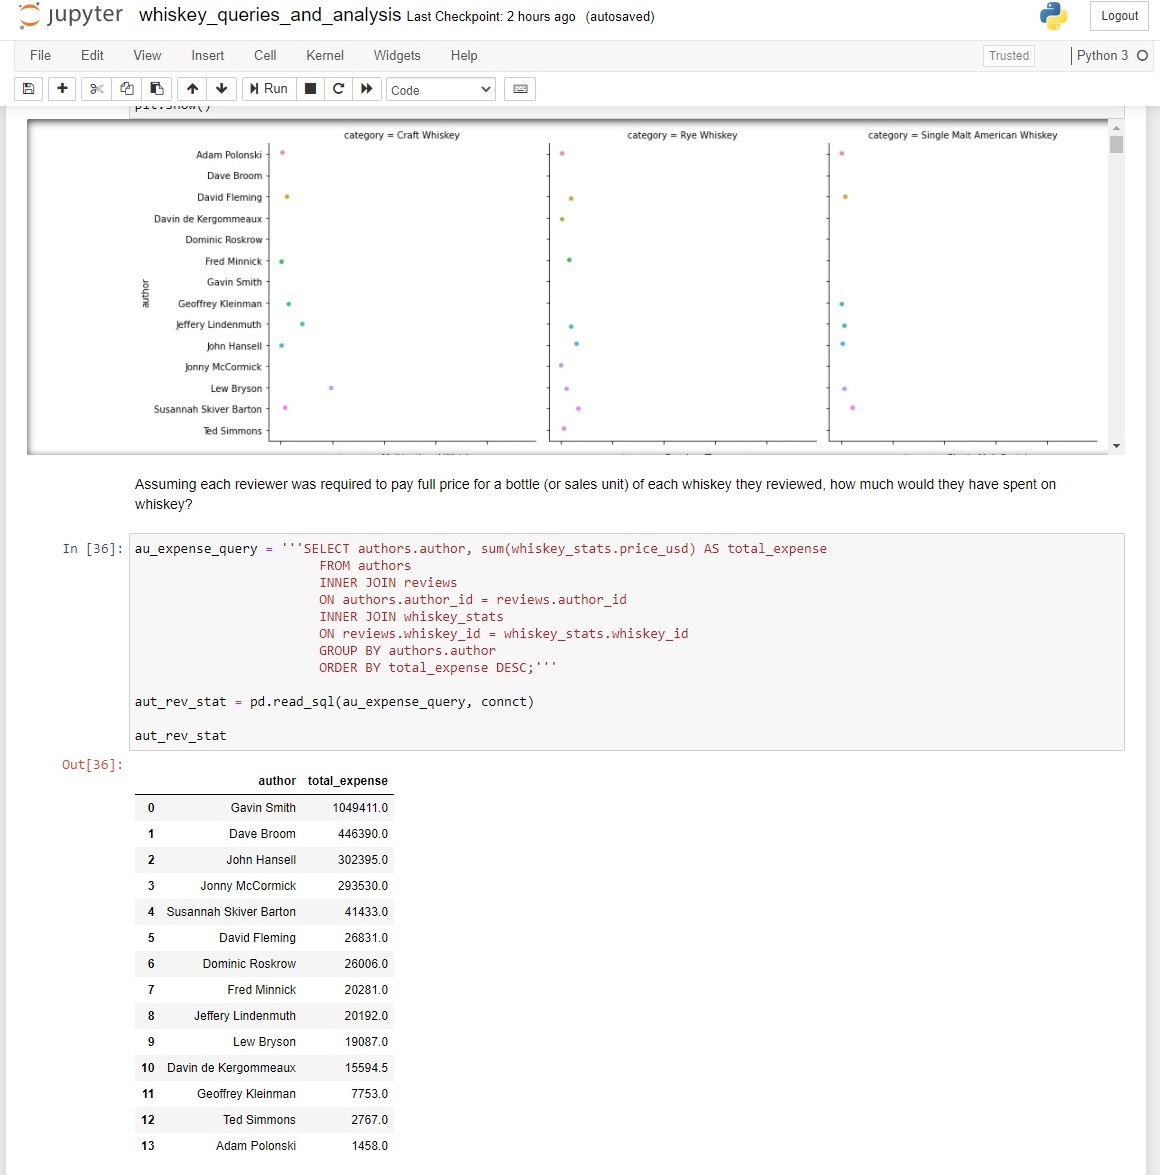 jupyter whiskey_queries_and_analysis Last Checkpoint: 2 hours ago (autosaved)
Logout
File Edit View Insert Cell Kernel Widgets Help
Trusted Python 3
Run Code
plt.show()
category = Craft Whiskey category = Rye Whiskey category = Single Malt American Whiskey
author
Adam Polonski
Dave Broom
David Fleming
Davin de Kergommeaux
Dominic Roskrow
Fred Minnick
Gavin Smith
Geoffrey Kleinman
Jeffery Lindenmuth
John Hansell
Jonny McCormick
Lew Bryson
Susannah Skiver Barton
Ted Simmons
Assuming each reviewer was required to pay full price for a bottle (or sales unit) of each whiskey they reviewed, how much would they have spent on
whiskey?
In [36]: au_expense_query = '''SELECT authors.author, sum(whiskey_stats.price_usd) AS total_expense
FROM authors
INNER JOIN reviews
ON authors.author_id = reviews.author_id
INNER JOIN whiskey_stats
ON reviews.whiskey_id = whiskey_stats.whiskey_id
GROUP BY authors.author
ORDER BY total_expense DESC;'''
aut_rev_stat = pd.read_sql(au_expense_query, connct)
aut_rev_stat
Out[36]:
author total_expense
0 Gavin Smith 1049411.0
1 Dave Broom 446390.0
2 John Hansell 302395.0
3 Jonny McCormick 293530.0
4 Susannah Skiver Barton 41433.0
5 David Fleming 26831.0
6 Dominic Roskrow 26006.0
7 Fred Minnick 20281.0
8 Jeffery Lindenmuth 20192.0
9 Lew Bryson 19087.0
10 Davin de Kergommeaux 15594.5
11 Geoffrey Kleinman 7753.0
12 Ted Simmons 2767.0
13 Adam Polonski 1458.0